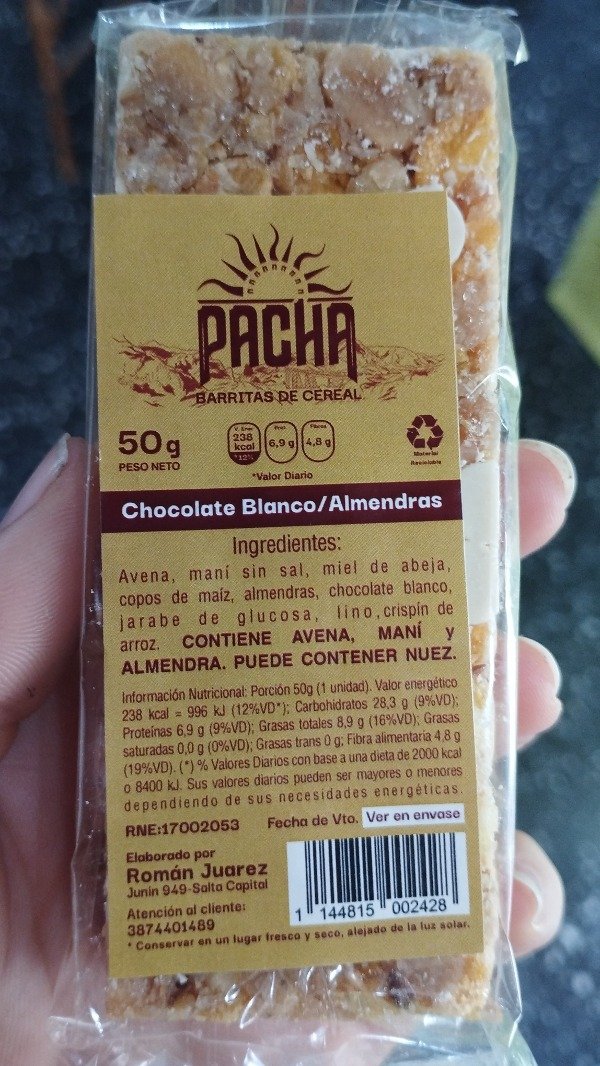 PACHA
BARRITAS DE CEREAL
50g
PESO NETO
238
kcal
*12%
6,9 g
4,8 g
*Valor Diario
Material
Reciclable
Chocolate Blanco/Almendras
Ingredientes:
Avena, maní sin sal, miel de abeja,
copos de maíz, almendras, chocolate blanco,
jarabe de glucosa, lino,crispín de
arroz. CONTIENE AVENA, MANÍ y
ALMENDRA. PUEDE CONTENER NUEZ.
Información Nutricional: Porción 50g (1 unidad). Valor energético
238 kcal = 996 kJ (12%VD*); Carbohidratos 28,3 g (9%VD);
Proteínas 6,9 g (9%VD); Grasas totales 8,9 g (16%VD); Grasas
saturadas 0,0 g (0%VD); Grasas trans 0 g; Fibra alimentaria 4,8 g
(19%VD). (*) % Valores Diarios con base a una dieta de 2000 kcal
o 8400 kJ. Sus valores diarios pueden ser mayores o menores
dependiendo de sus necesidades energéticas.
RNE:17002053 Fecha de Vto. Ver en envase
Elaborado por
Román Juarez
Junin 949-Salta Capital
Atención al cliente:
3874401489
1 144815 002428
* Conservar en un lugar fresco y seco, alejado de la luz solar.